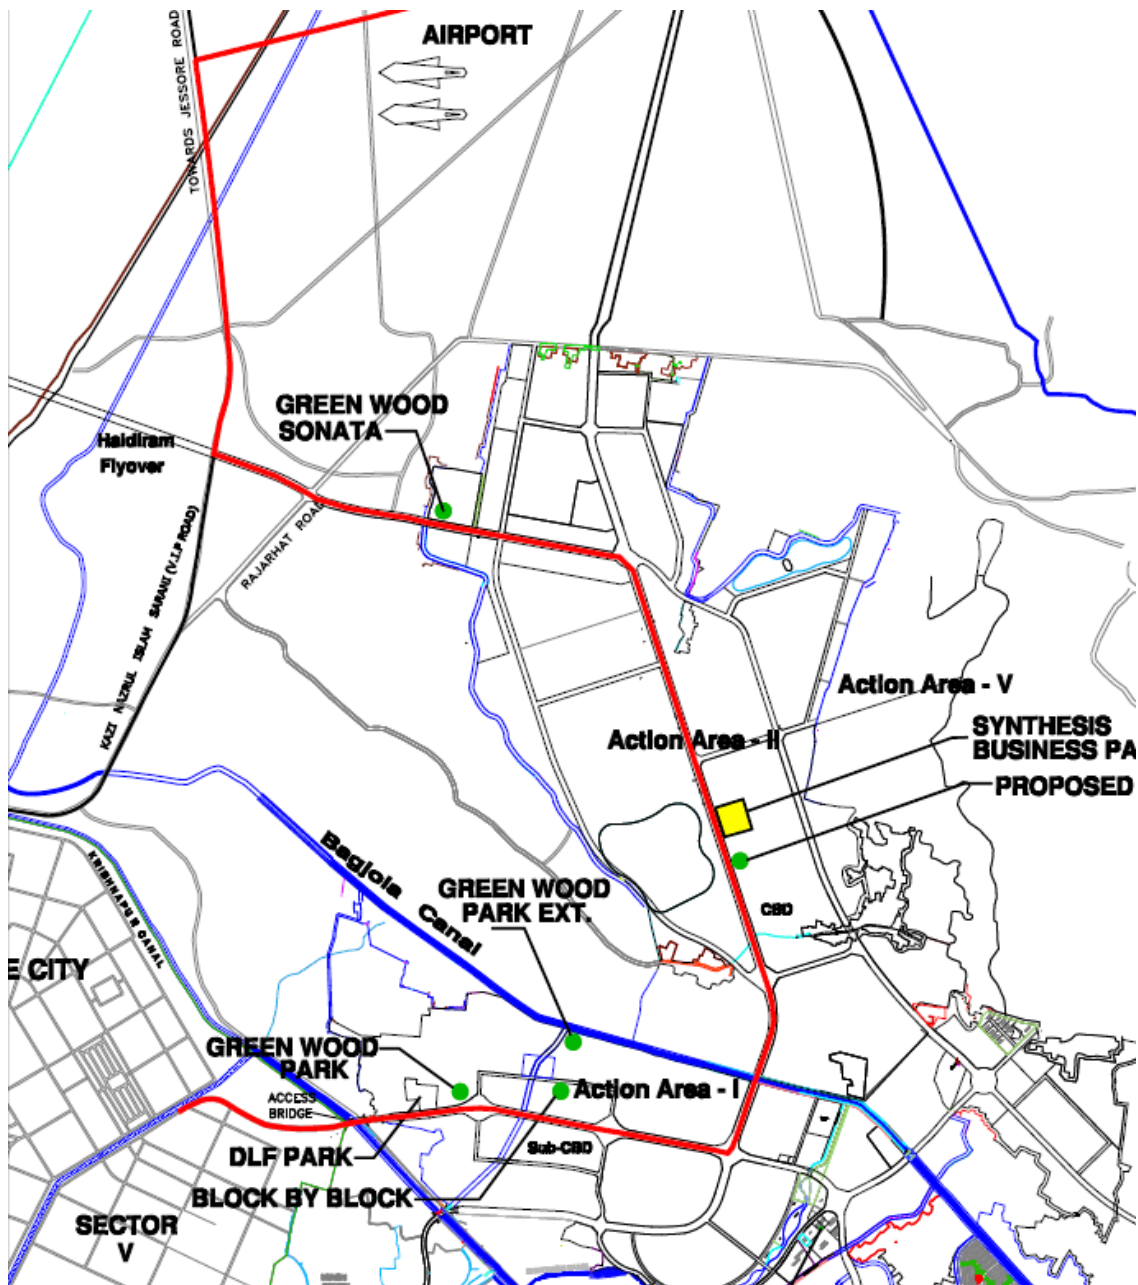 TOWARDS JESSORE ROAD
AIRPORT
GREEN WOOD
SONATA
Haldiram
Flyover
RAJARHAT ROAD
KAZI NAZRUL ISLAM SARANI (V.I.P ROAD)
Action Area - V
Action Area - II
SYNTHESIS
BUSINESS PA
PROPOSED
Bagjola Canal
KRISHNAPUR CANAL
GREEN WOOD
PARK EXT.
CBD
E CITY
GREEN WOOD
PARK
Action Area - I
ACCESS
BRIDGE
DLF PARK
Sub-CBD
BLOCK BY BLOCK
SECTOR
V